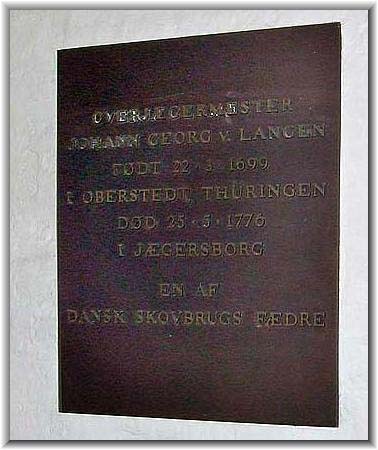 OVERJÆGERMESTER
JOHANN GEORG V. LANGEN
FØDT 22·3·1699
I OBERSTEDT, THÜRINGEN
DØD 25·5·1776
I JÆGERSBORG
EN AF
DANSK SKOVBRUGS FÆDRE